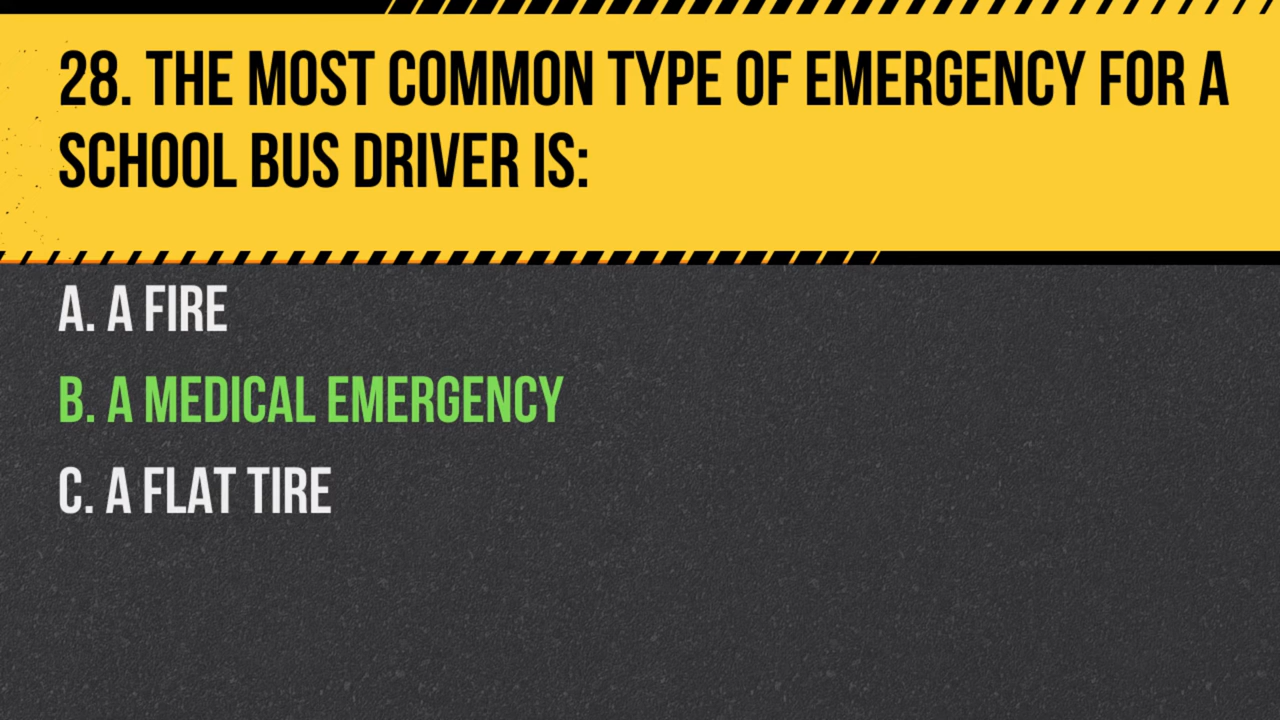 28. THE MOST COMMON TYPE OF EMERGENCY FOR A
SCHOOL BUS DRIVER IS:
A. A FIRE
B. A MEDICAL EMERGENCY
C. A FLAT TIRE